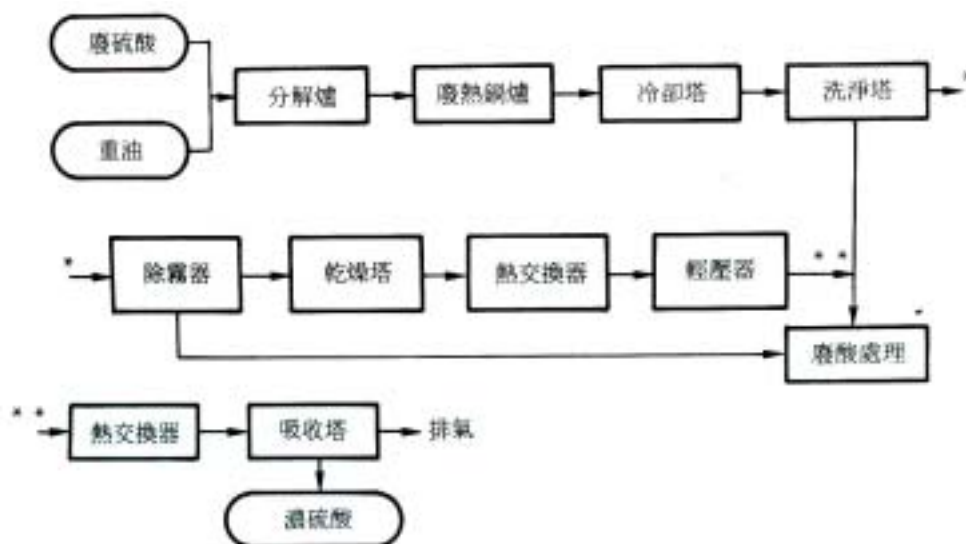 廢硫酸
分解爐
廢熱鍋爐
冷卻塔
洗淨塔
*
重油
*
除霧器
乾燥塔
熱交換器
輕壓器
**
廢酸處理
**
熱交換器
吸收塔
排氣
濃硫酸